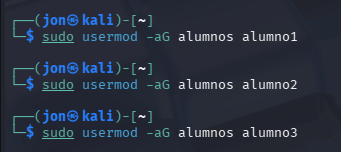 ┌──(jon㉿kali)-[~]
└─$ sudo usermod -aG alumnos alumno1
┌──(jon㉿kali)-[~]
└─$ sudo usermod -aG alumnos alumno2
┌──(jon㉿kali)-[~]
└─$ sudo usermod -aG alumnos alumno3